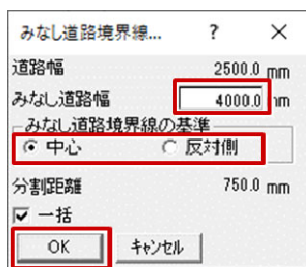 みなし道路境界線... ? ×
道路幅 2500.0 mm
みなし道路幅 4000.0 mm
みなし道路境界線の基準
中心 反対側
分割距離 750.0 mm
一括
OK キャンセル